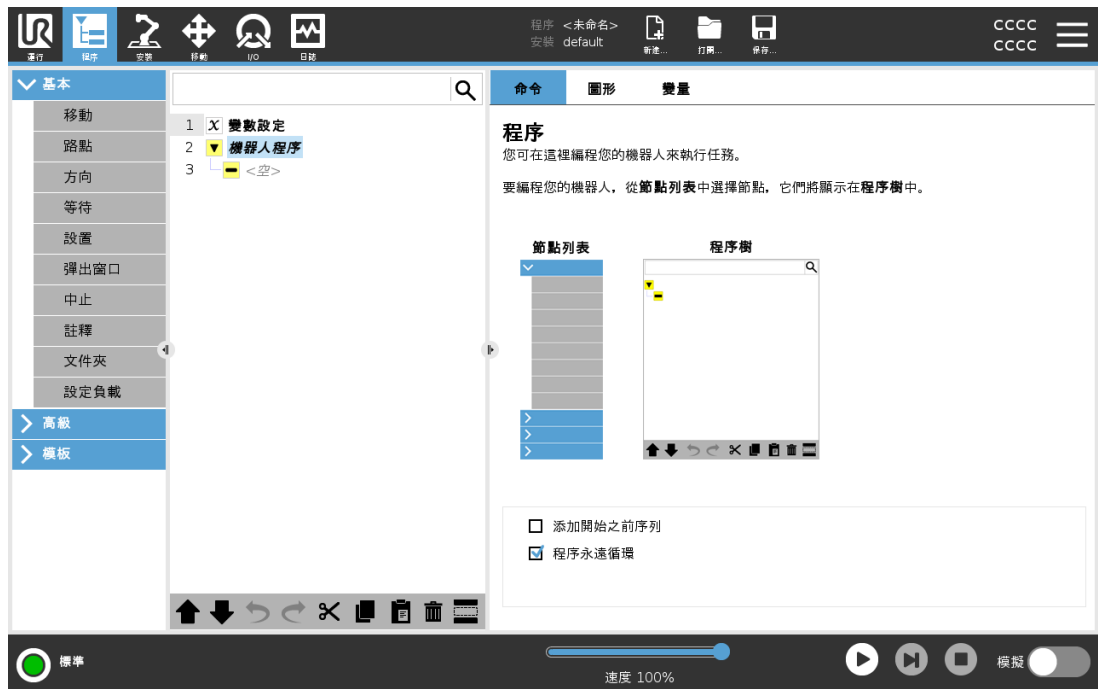 UR
運行
程序
安裝
移動
I/O
日誌
程序 <未命名>
安裝 default
新建...
打開...
保存...
CCCC
CCCC
基本
移動
路點
方向
等待
設置
彈出窗口
中止
註釋
文件夾
設定負載
高級
模板
1 X 變數設定
2 機器人程序
3 <空>
命令 圖形 變量
程序
您可在這裡編程您的機器人來執行任務。
要編程您的機器人，從節點列表中選擇節點，它們將顯示在程序樹中。
節點列表
程序樹
添加開始之前序列
程序永遠循環
標準
速度 100%
模擬